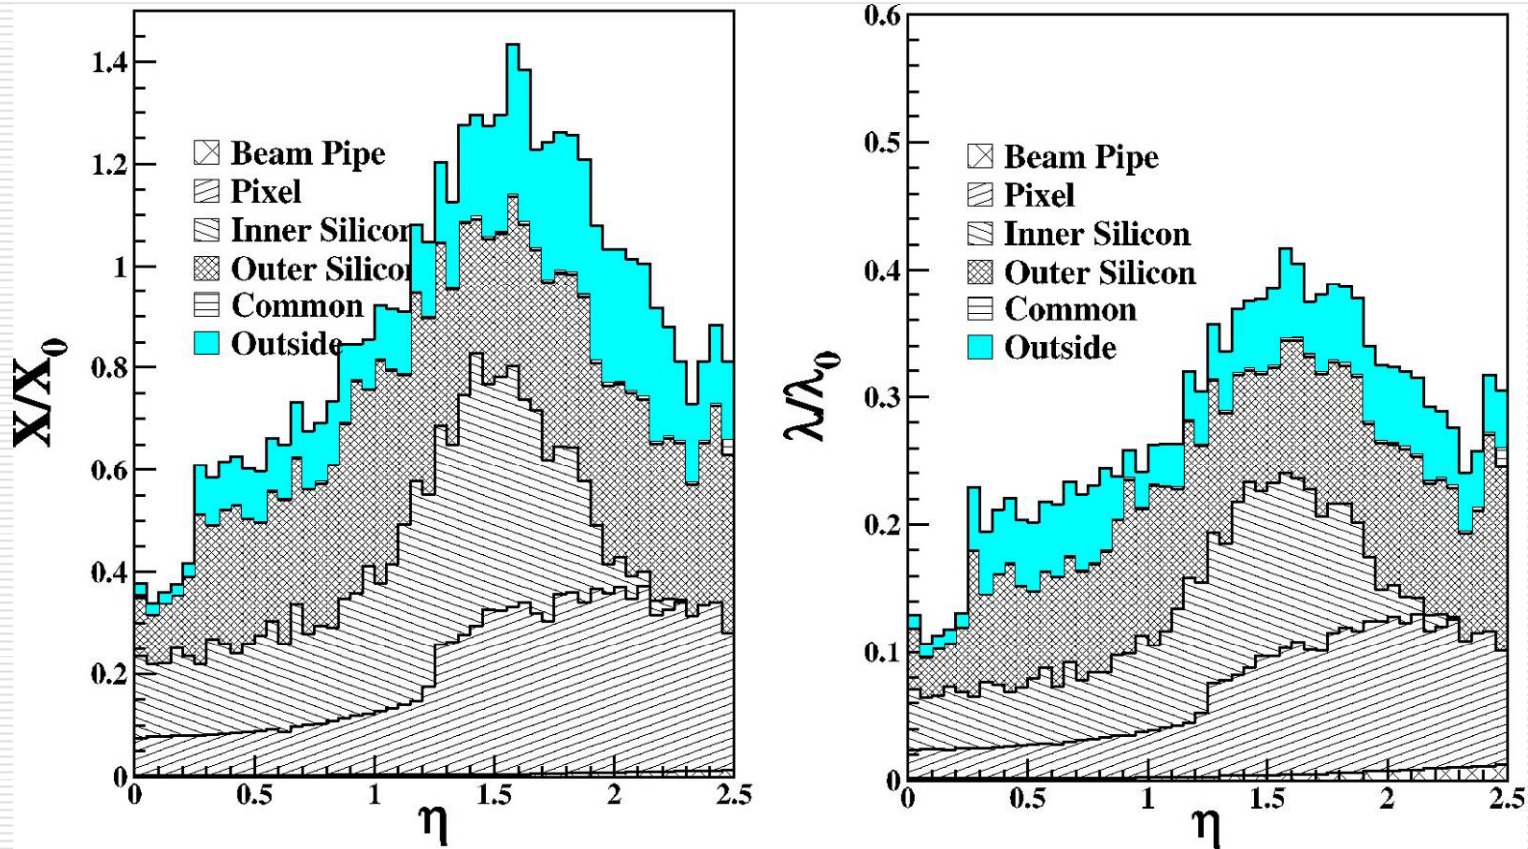 1.4
1.2
1
0.8
0.6
0.4
0.2
0
X/X0
Beam Pipe
Pixel
Inner Silicon
Outer Silicon
Common
Outside
0 0.5 1 1.5 2 2.5
η
0.6
0.5
0.4
0.3
0.2
0.1
0
λ/λ0
Beam Pipe
Pixel
Inner Silicon
Outer Silicon
Common
Outside
0 0.5 1 1.5 2 2.5
η